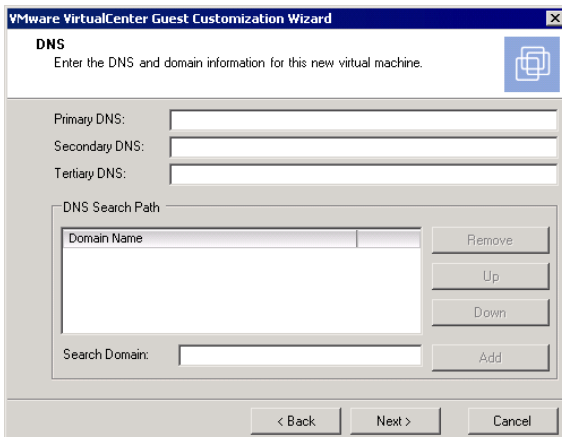 VMware VirtualCenter Guest Customization Wizard
DNS
Enter the DNS and domain information for this new virtual machine.
Primary DNS:
Secondary DNS:
Tertiary DNS:
DNS Search Path
Domain Name
Remove
Up
Down
Search Domain:
Add
< Back
Next >
Cancel